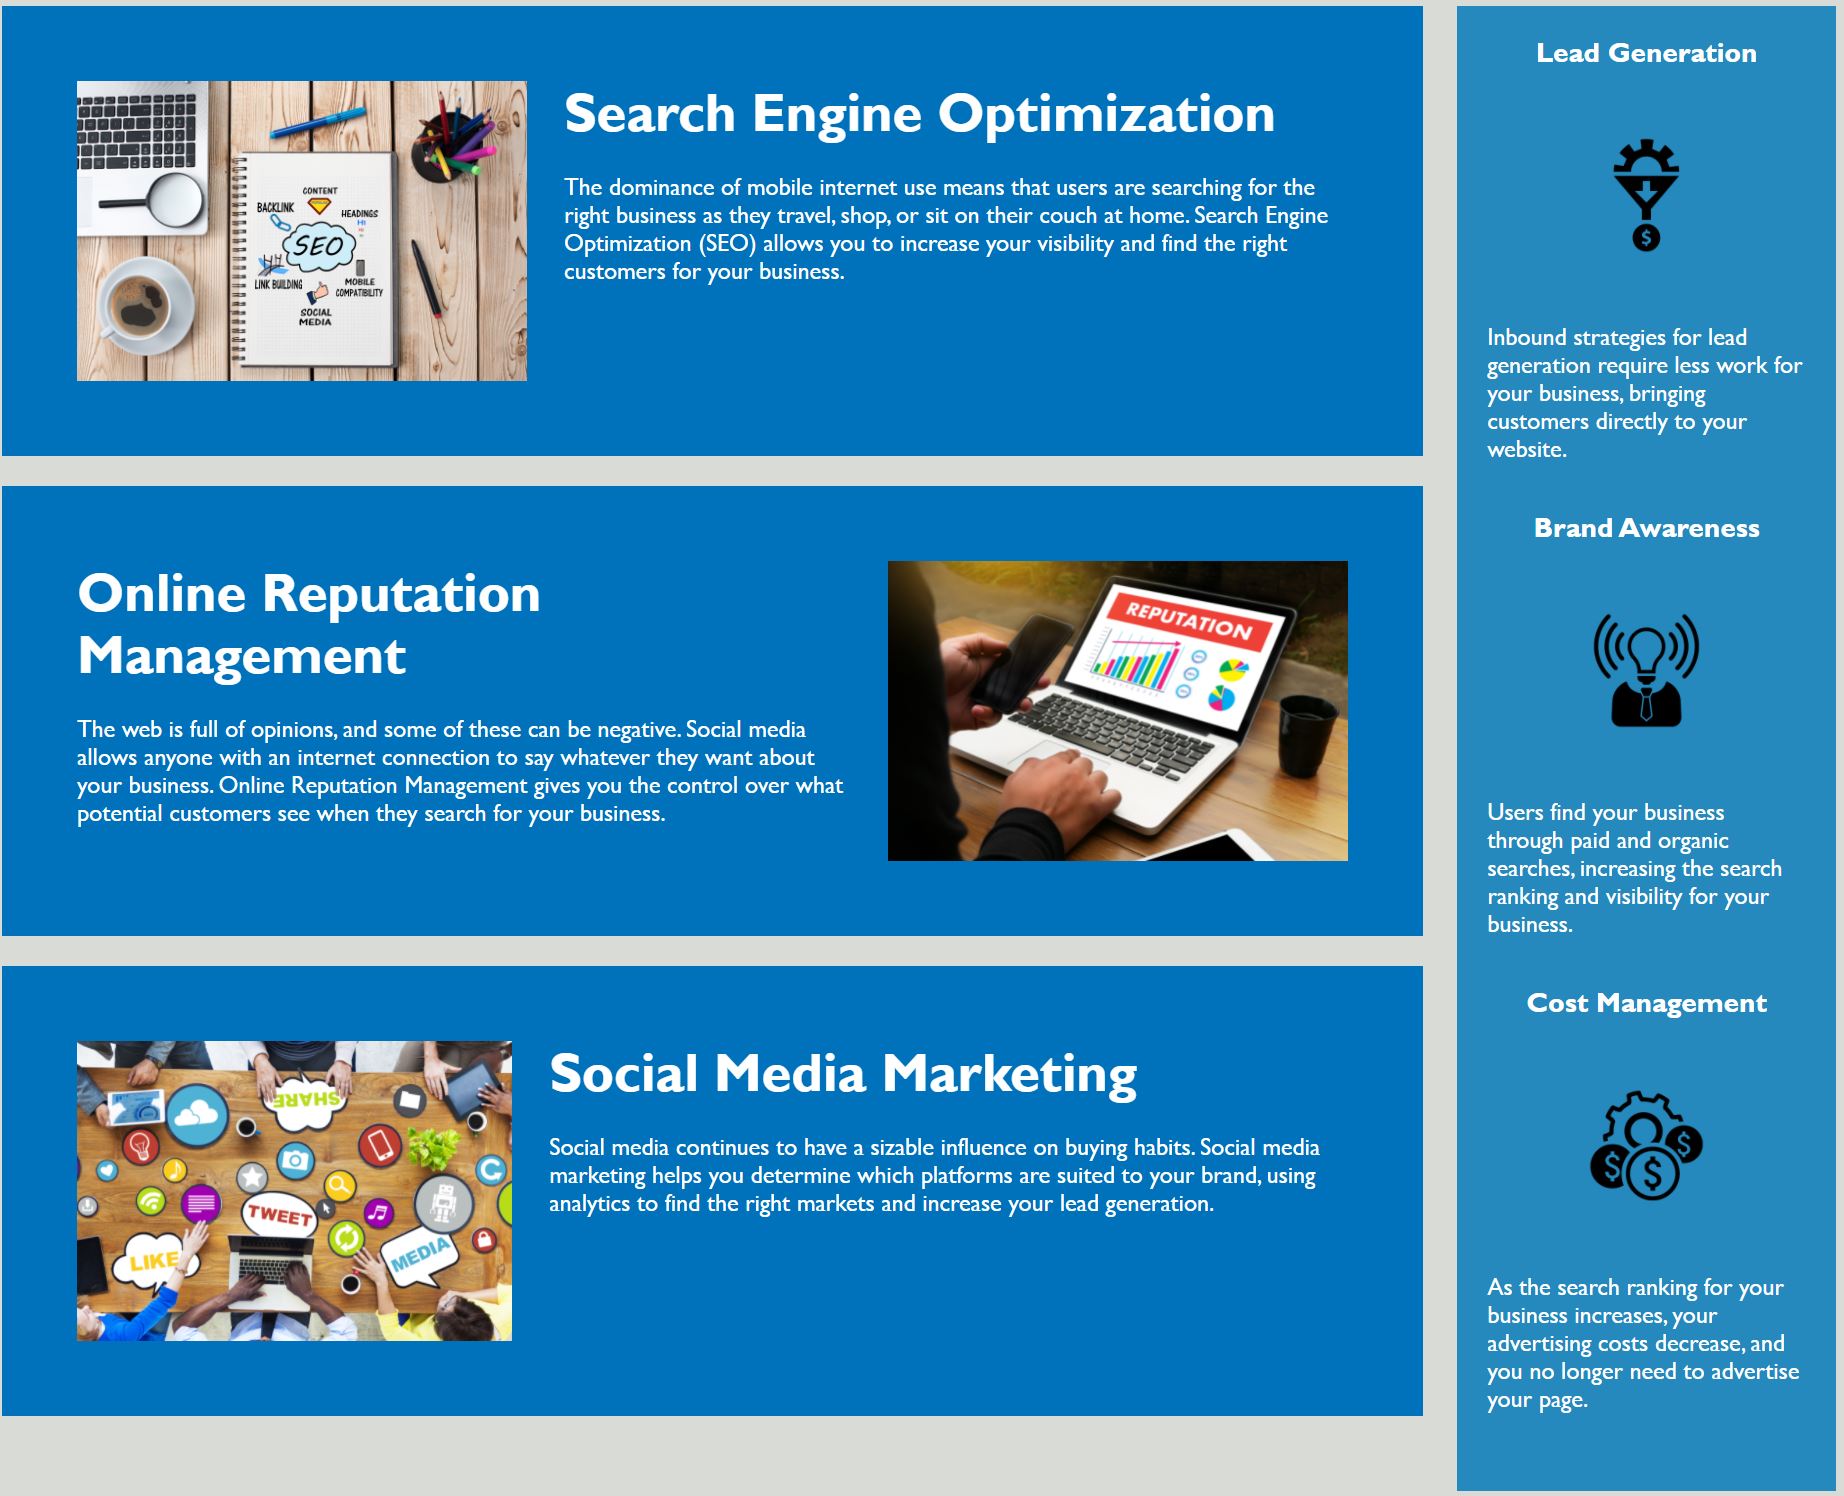 Search Engine Optimization
The dominance of mobile internet use means that users are searching for the
right business as they travel, shop, or sit on their couch at home. Search Engine
Optimization (SEO) allows you to increase your visibility and find the right
customers for your business.
CONTENT
BACKLINK
HEADINGS
SEO
LINK BUILDING
MOBILE
COMPATIBILITY
SOCIAL
MEDIA
Online Reputation
Management
The web is full of opinions, and some of these can be negative. Social media
allows anyone with an internet connection to say whatever they want about
your business. Online Reputation Management gives you the control over what
potential customers see when they search for your business.
REPUTATION
Social Media Marketing
Social media continues to have a sizable influence on buying habits. Social media
marketing helps you determine which platforms are suited to your brand, using
analytics to find the right markets and increase your lead generation.
SHARE
TWEET
LIKE
MEDIA
Lead Generation
$
Inbound strategies for lead
generation require less work for
your business, bringing
customers directly to your
website.
Brand Awareness
Users find your business
through paid and organic
searches, increasing the search
ranking and visibility for your
business.
Cost Management
$
$
$
As the search ranking for your
business increases, your
advertising costs decrease, and
you no longer need to advertise
your page.